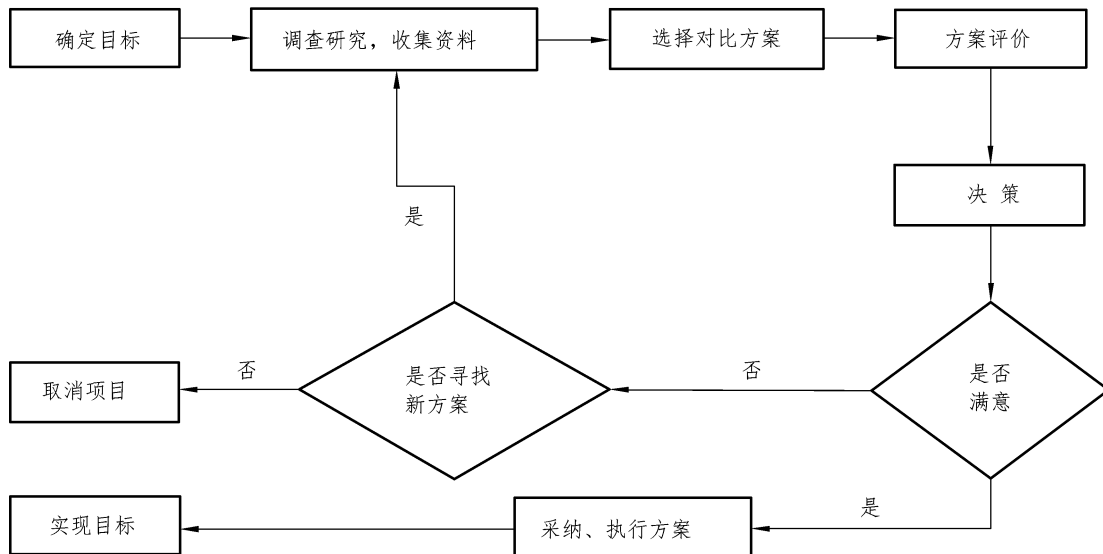 确定目标
调查研究，收集资料
选择对比方案
方案评价
决 策
是
是否
满意
否
是否寻找
新方案
否
取消项目
是
采纳、执行方案
实现目标